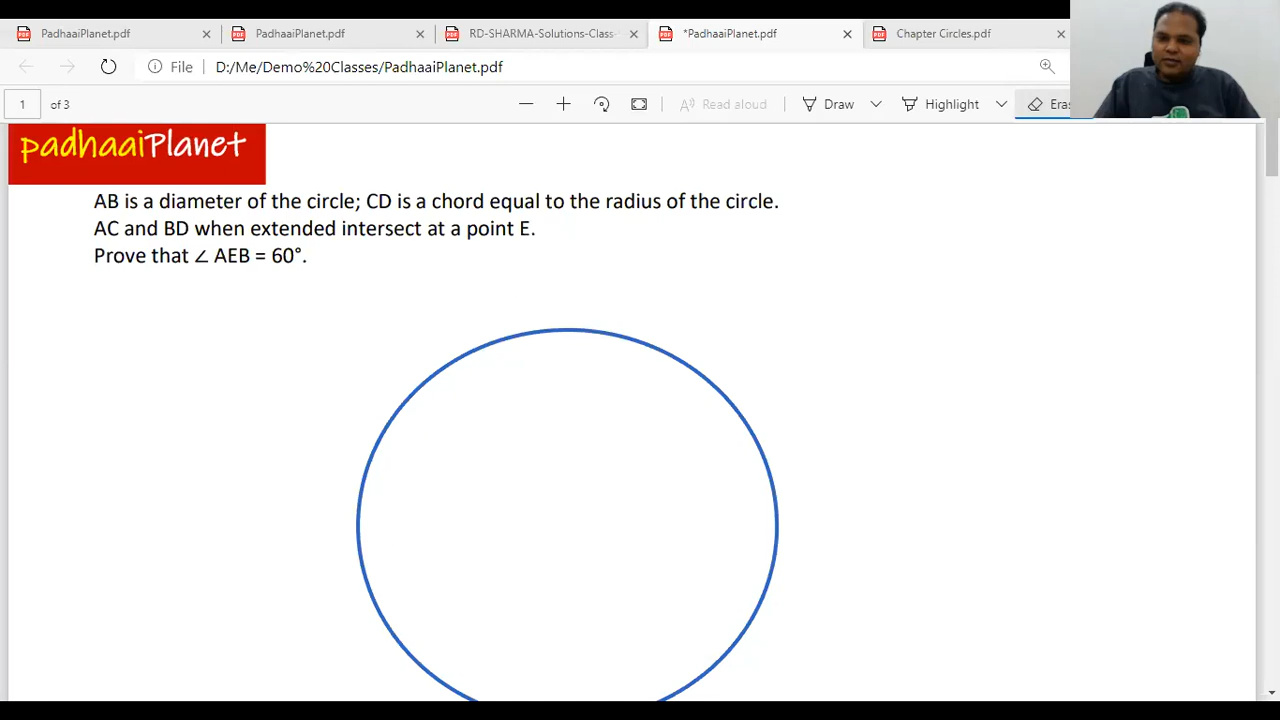 PadhaaiPlanet.pdf
PadhaaiPlanet.pdf
RD-SHARMA-Solutions-Class-
*PadhaaiPlanet.pdf
Chapter Circles.pdf
File
D:/Me/Demo%20Classes/PadhaaiPlanet.pdf
1 of 3
Read aloud
Draw
Highlight
Eras
padhaaiPlanet
AB is a diameter of the circle; CD is a chord equal to the radius of the circle.
AC and BD when extended intersect at a point E.
Prove that ∠ AEB = 60°.